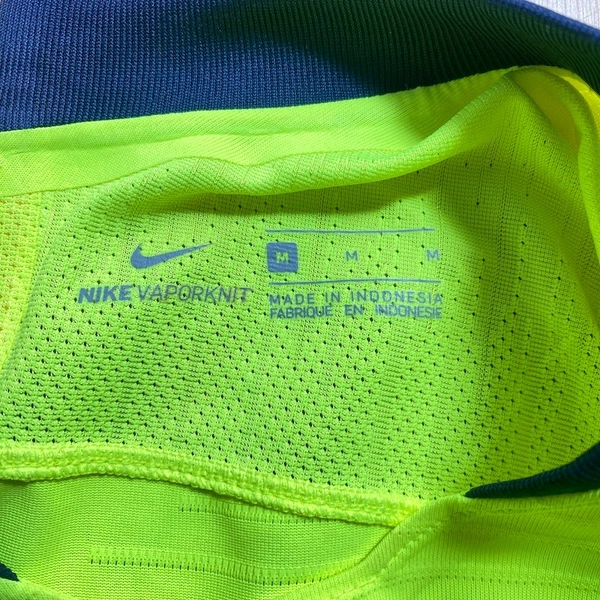 NIKE VAPORKNIT
M M M
MADE IN INDONESIA
FABRIQUÉ EN INDONESIE